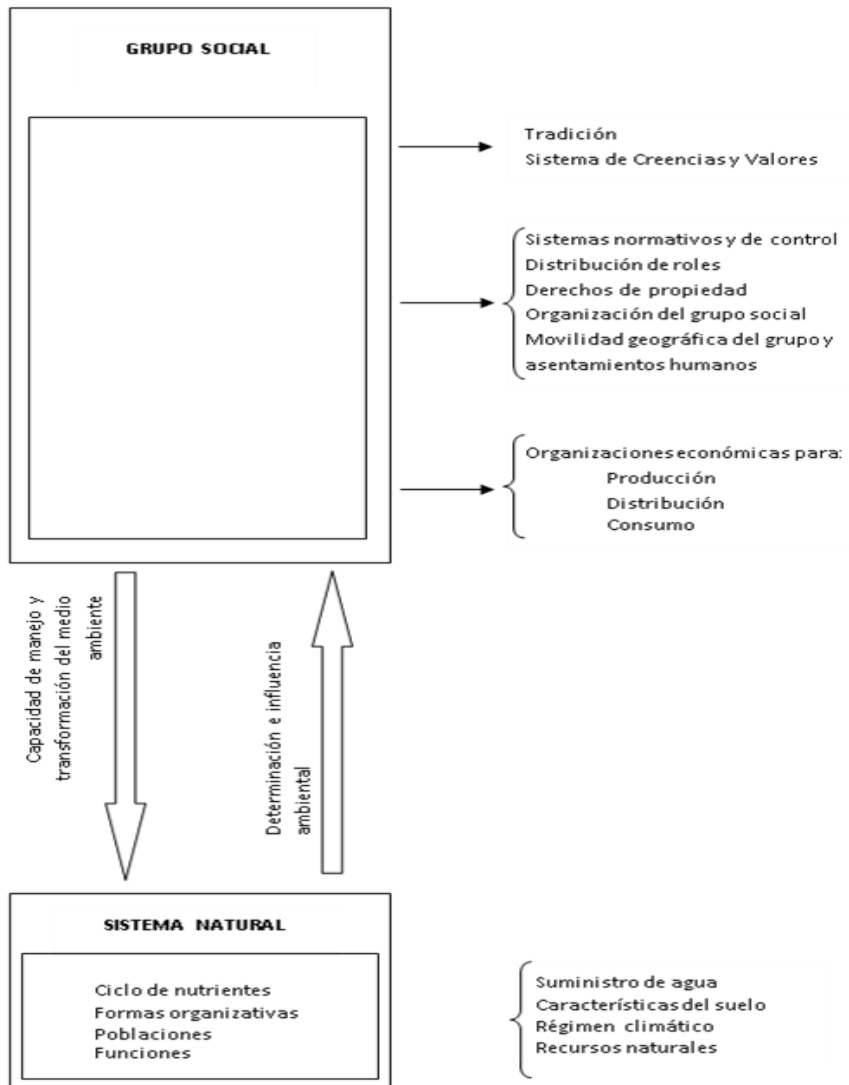 GRUPO SOCIAL
Tradición
Sistema de Creencias y Valores
Sistemas normativos y de control
Distribución de roles
Derechos de propiedad
Organización del grupo social
Movilidad geográfica del grupo y
asentamientos humanos
Organizaciones económicas para:
Producción
Distribución
Consumo
Capacidad de manejo y
transformación del medio
ambiente
Determinación e influencia
ambiental
SISTEMA NATURAL
Ciclo de nutrientes
Formas organizativas
Poblaciones
Funciones
Suministro de agua
Características del suelo
Régimen climático
Recursos naturales